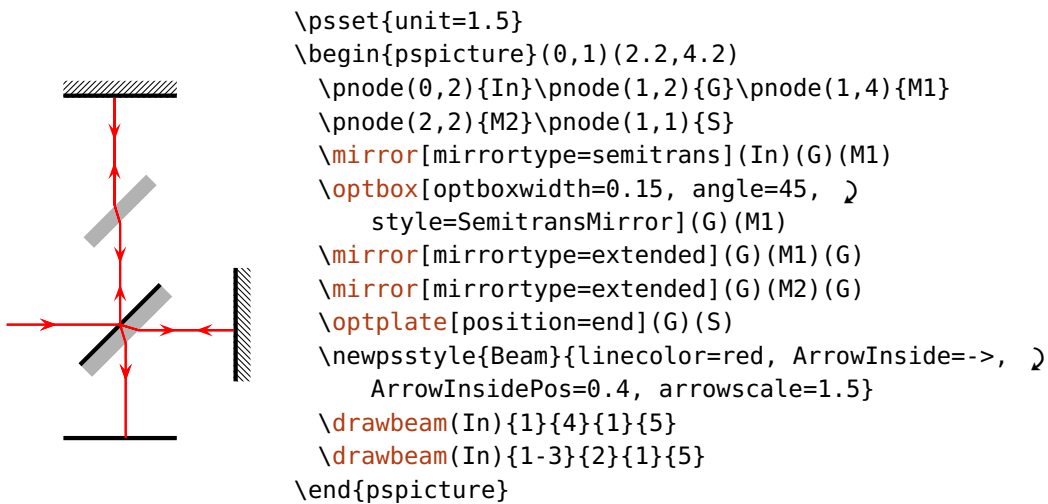 \psset{unit=1.5}
\begin{pspicture}(0,1)(2.2,4.2)
\pnode(0,2){In}\pnode(1,2){G}\pnode(1,4){M1}
\pnode(2,2){M2}\pnode(1,1){S}
\mirror[mirrortype=semitrans](In)(G)(M1)
\optbox[optboxwidth=0.15, angle=45,
style=SemitransMirror](G)(M1)
\mirror[mirrortype=extended](G)(M1)(G)
\mirror[mirrortype=extended](G)(M2)(G)
\optplate[position=end](G)(S)
\newpsstyle{Beam}{linecolor=red, ArrowInside=->,
ArrowInsidePos=0.4, arrowscale=1.5}
\drawbeam(In){1}{4}{1}{5}
\drawbeam(In){1-3}{2}{1}{5}
\end{pspicture}